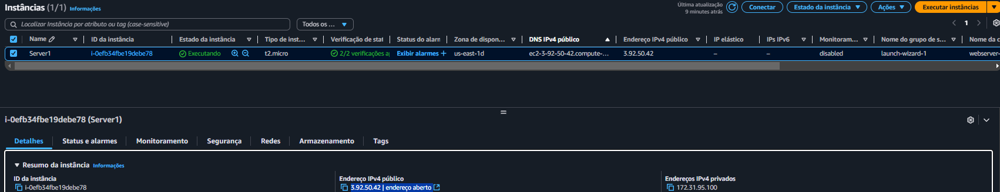 Instâncias (1/1) Informações
Última atualização
9 minutes atrás
Conectar
Estado da instância
Ações
Executar instâncias
Localizar Instância por atributo ou tag (case-sensitive)
Todos os ...
1
Name ID da instância Estado da instância Tipo de inst... Verificação de stat Status do alarm Zona de dispon... DNS IPv4 público Endereço IPv4 público IP elástico IPs IPv6 Monitoram... Nome do grupo de s... Nome da c
Server1 i-0efb34fbe19debe78 Executando t2.micro 2/2 verificações a Exibir alarmes + us-east-1d ec2-3-92-50-42.compute-... 3.92.50.42 – – disabled launch-wizard-1 webserver-
i-0efb34fbe19debe78 (Server1)
Detalhes Status e alarmes Monitoramento Segurança Redes Armazenamento Tags
Resumo da instância Informações
ID da instância Endereço IPv4 público Endereços IPv4 privados
i-0efb34fbe19debe78 3.92.50.42 | endereço aberto 172.31.95.100